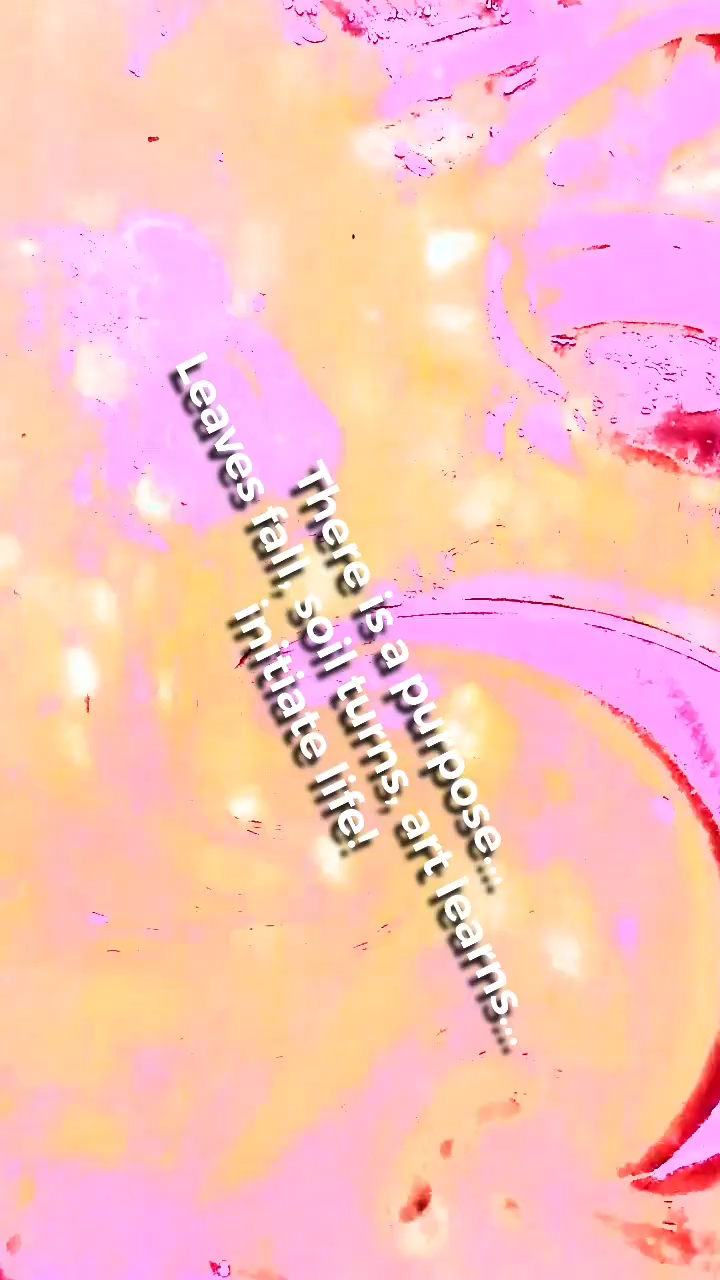 There is a purpose...
Leaves fall, soil turns, art learns...
initiate life!